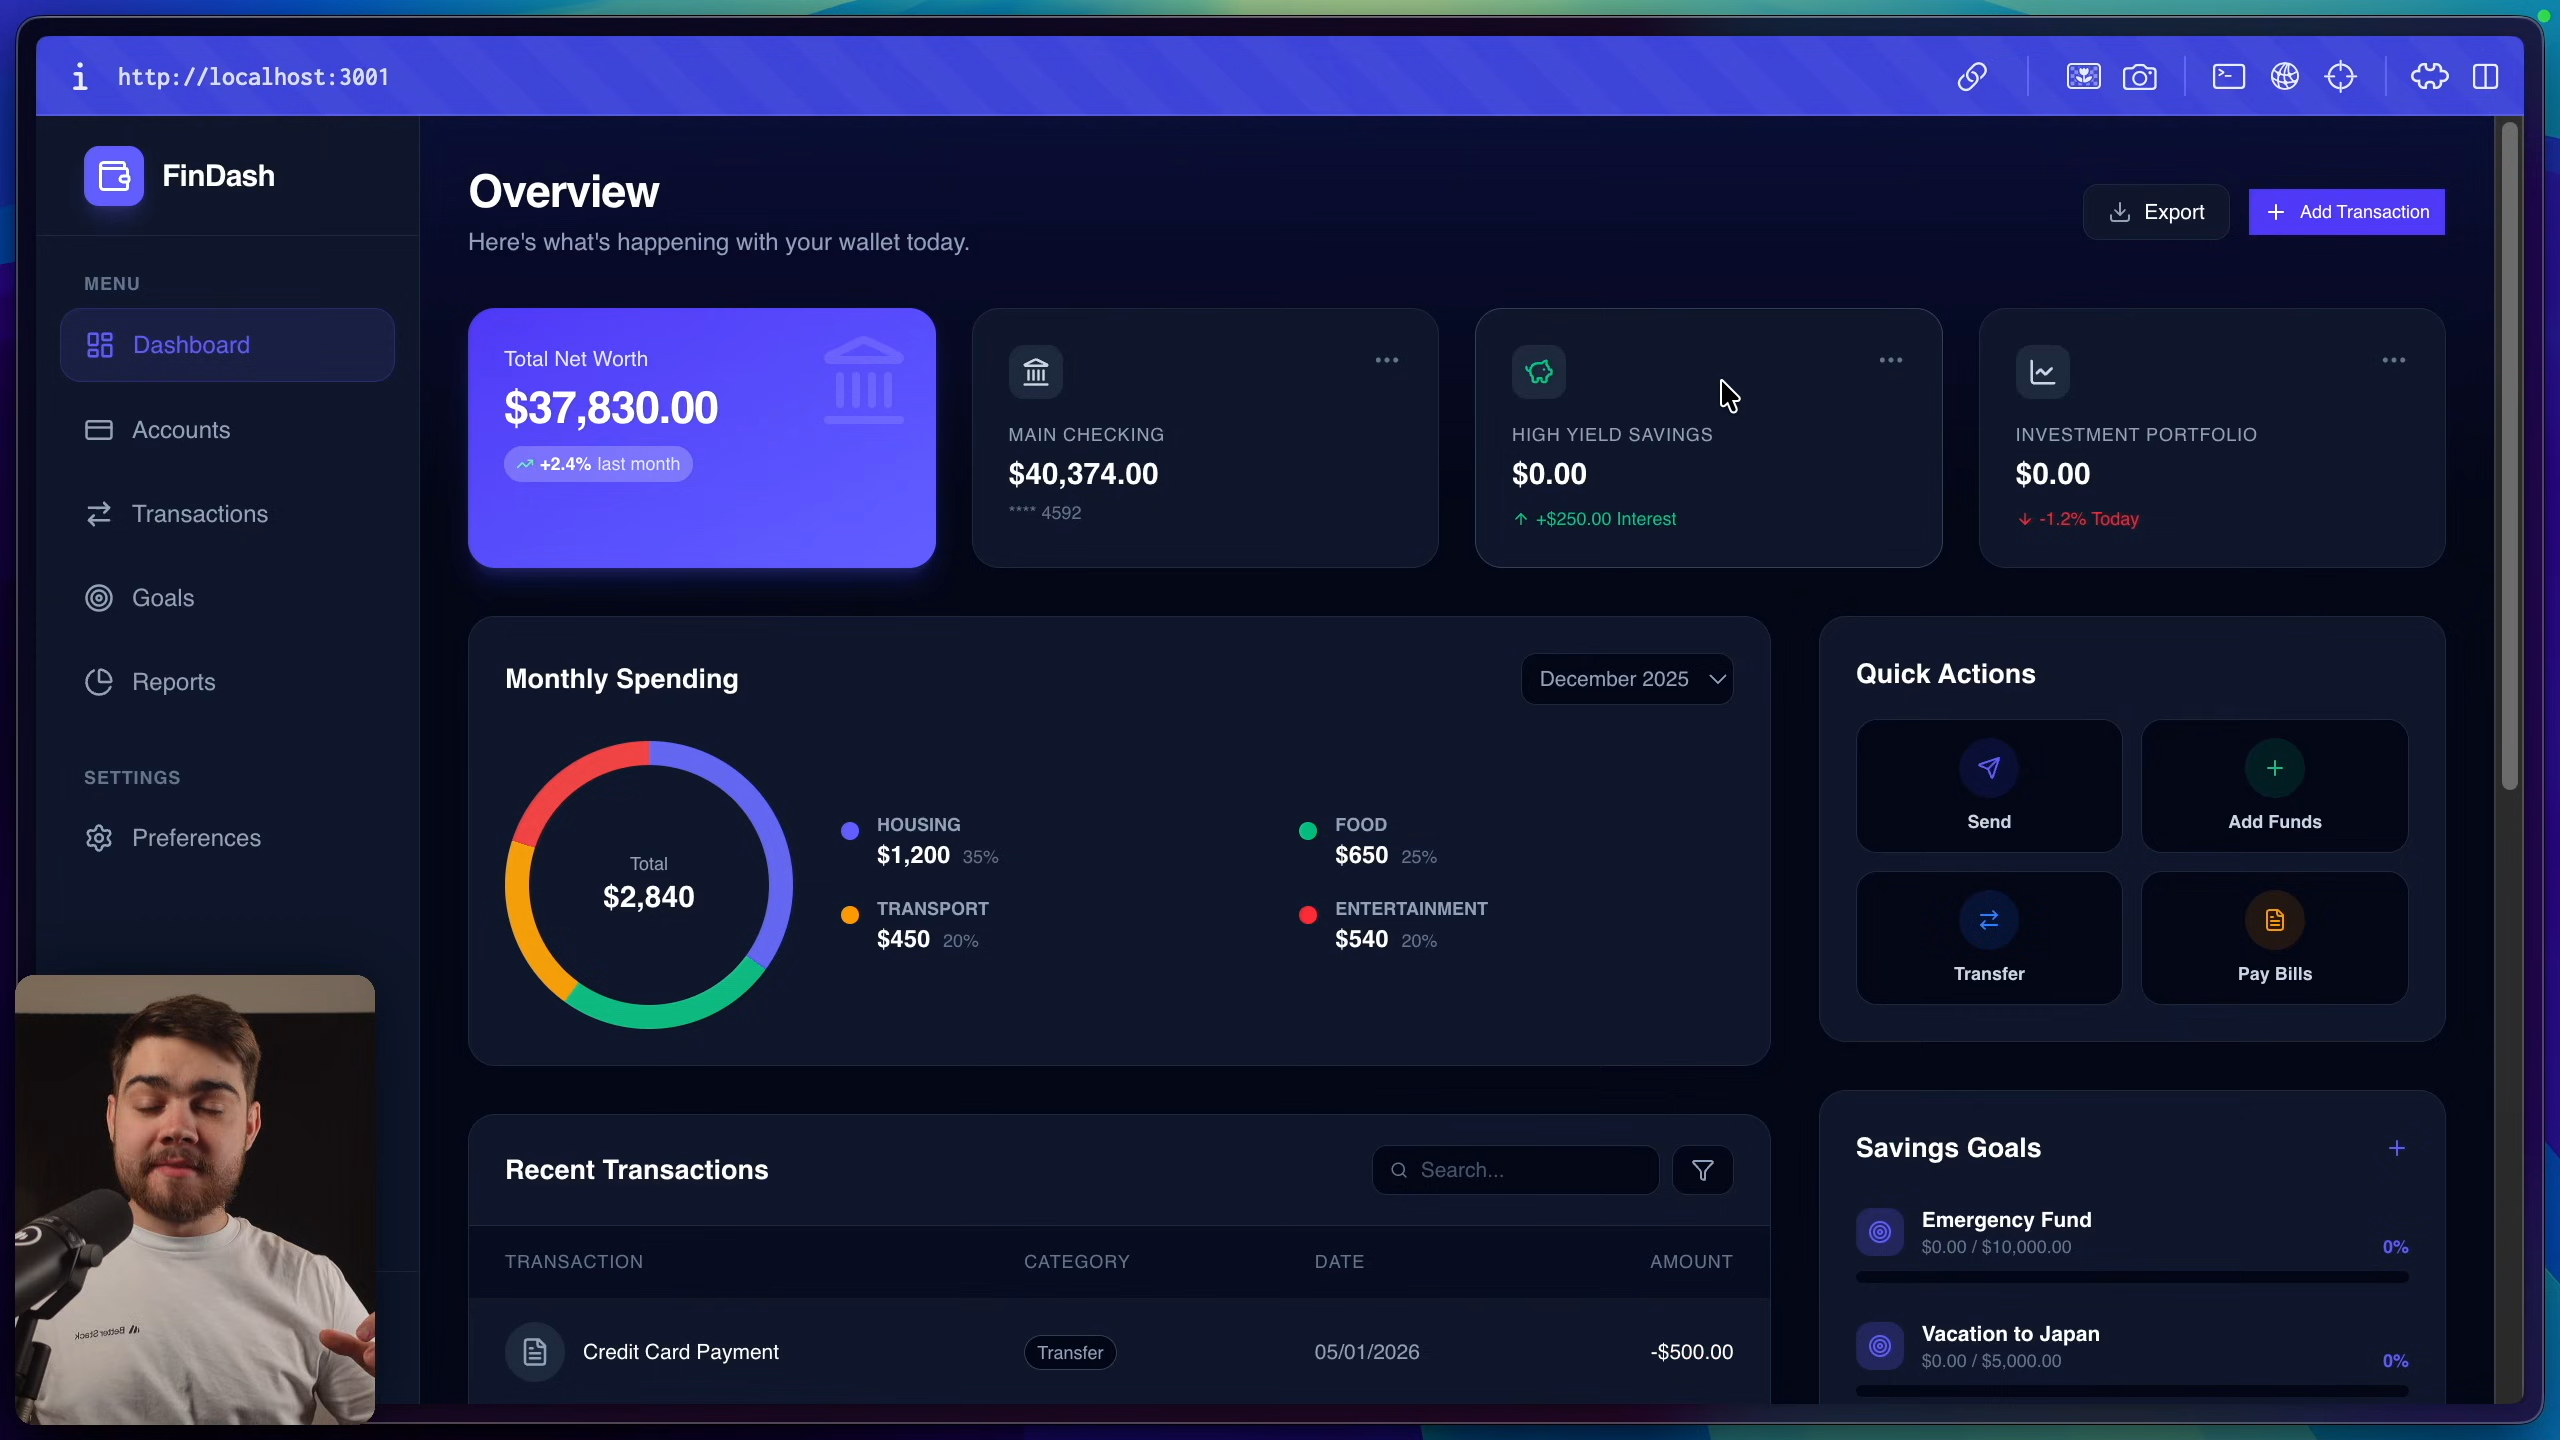 http://localhost:3001
FinDash
MENU
Dashboard
Accounts
Transactions
Goals
Reports
SETTINGS
Preferences
Overview
Here's what's happening with your wallet today.
Export
Add Transaction
Total Net Worth
$37,830.00
+2.4% last month
MAIN CHECKING
$40,374.00
**** 4592
HIGH YIELD SAVINGS
$0.00
+$250.00 Interest
INVESTMENT PORTFOLIO
$0.00
-1.2% Today
Monthly Spending
December 2025
Total
$2,840
HOUSING
$1,200 35%
FOOD
$650 25%
TRANSPORT
$450 20%
ENTERTAINMENT
$540 20%
Quick Actions
Send
Add Funds
Transfer
Pay Bills
Recent Transactions
Search...
TRANSACTION CATEGORY DATE AMOUNT
Credit Card Payment Transfer 05/01/2026 -$500.00
Savings Goals
Emergency Fund
$0.00 / $10,000.00 0%
Vacation to Japan
$0.00 / $5,000.00 0%
Better Stack